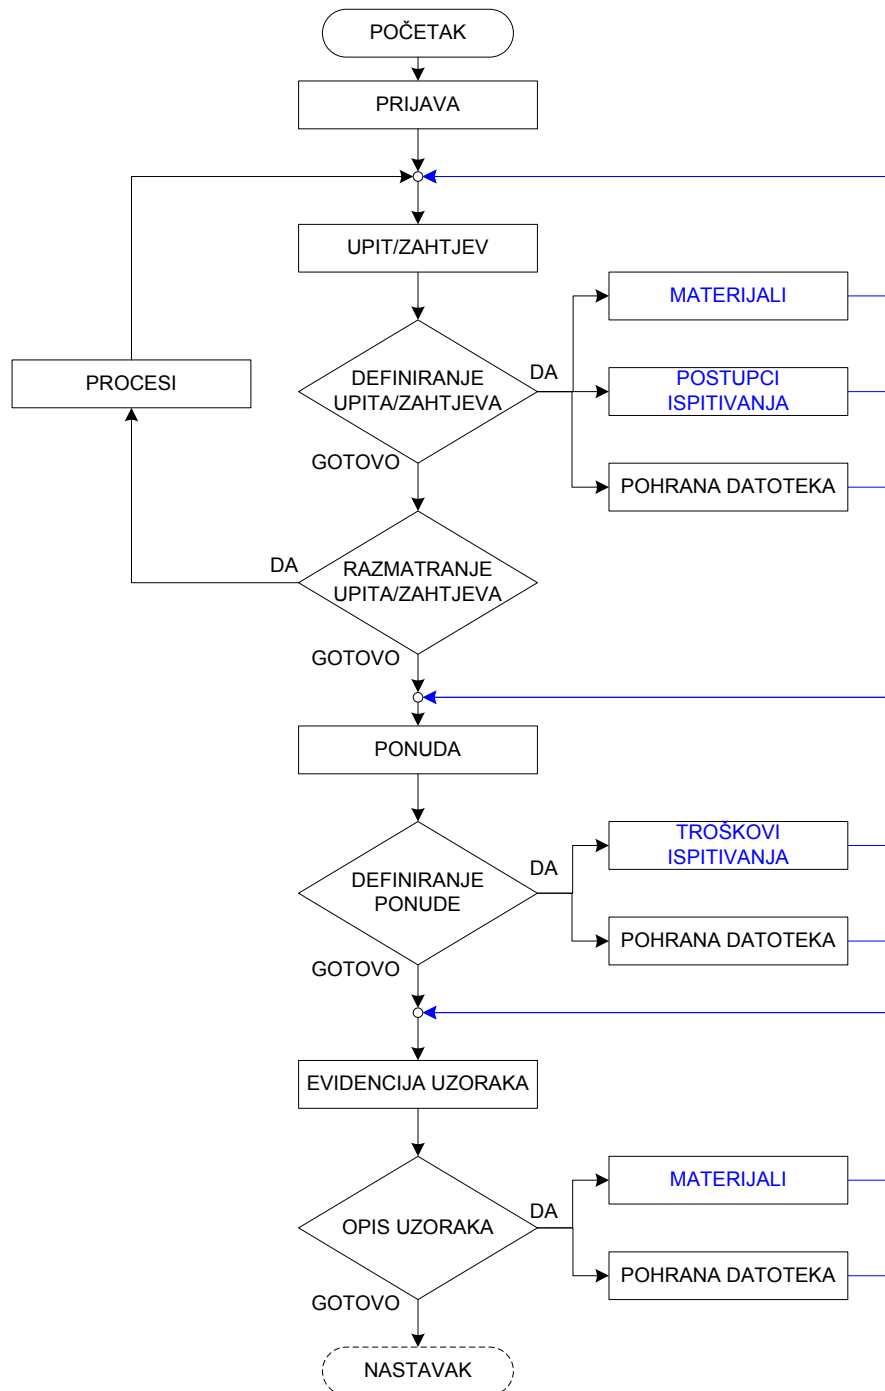 POČETAK
PRIJAVA
UPIT/ZAHTJEV
MATERIJALI
PROCESI
DEFINIRANJE
UPITA/ZAHTJEVA
DA
POSTUPCI
ISPITIVANJA
GOTOVO
POHRANA DATOTEKA
DA
RAZMATRANJE
UPITA/ZAHTJEVA
GOTOVO
PONUDA
TROŠKOVI
ISPITIVANJA
DA
DEFINIRANJE
PONUDE
POHRANA DATOTEKA
GOTOVO
EVIDENCIJA UZORAKA
MATERIJALI
DA
OPIS UZORAKA
POHRANA DATOTEKA
GOTOVO
NASTAVAK